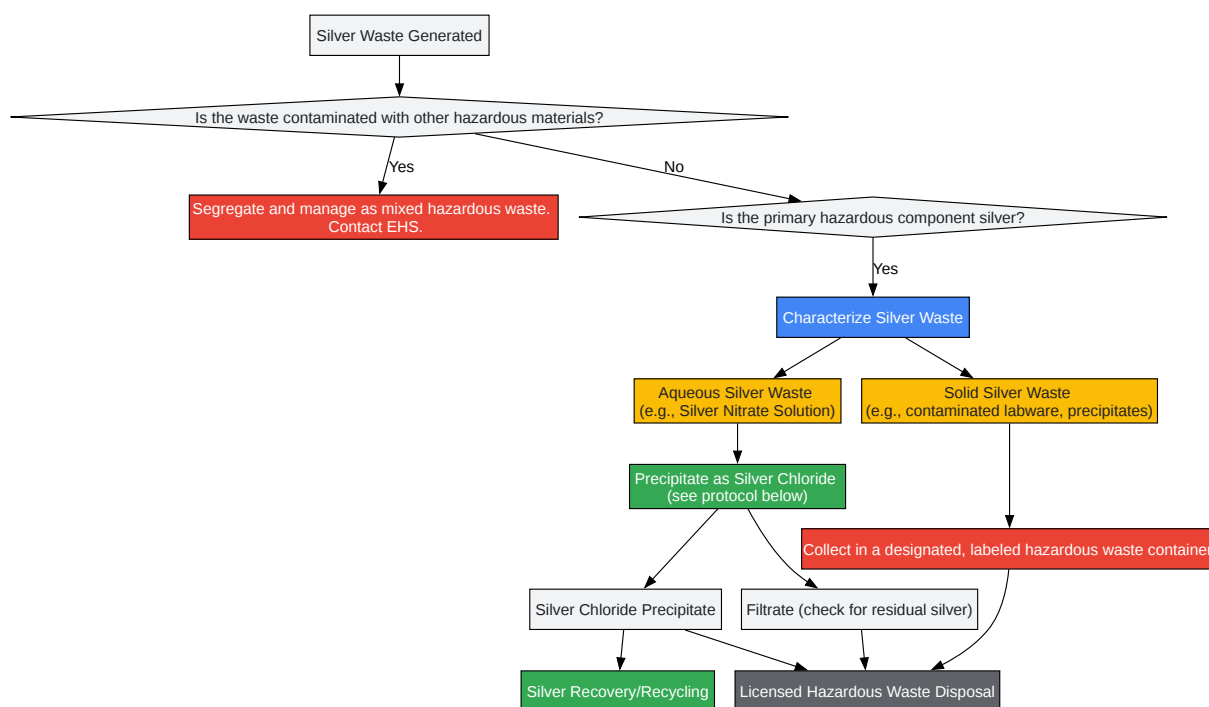 Silver Waste Generated
Is the waste contaminated with other hazardous materials?
Yes
No
Segregate and manage as mixed hazardous waste.
Contact EHS.
Is the primary hazardous component silver?
Yes
Characterize Silver Waste
Aqueous Silver Waste
(e.g., Silver Nitrate Solution)
Solid Silver Waste
(e.g., contaminated labware, precipitates)
Precipitate as Silver Chloride
(see protocol below)
Collect in a designated, labeled hazardous waste container
Silver Chloride Precipitate
Filtrate (check for residual silver)
Silver Recovery/Recycling
Licensed Hazardous Waste Disposal